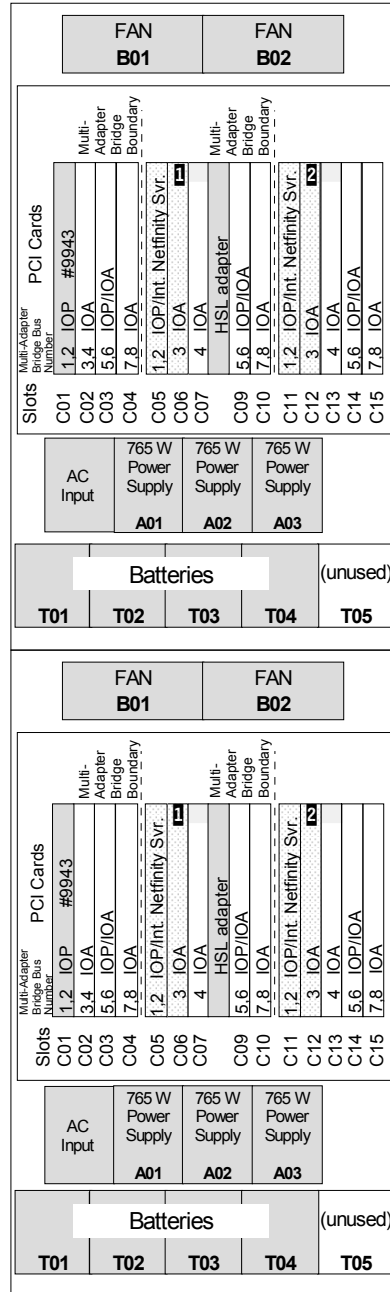 FAN
B01
FAN
B02
Multi-
Adapter
Bridge
Boundary
Multi-
Adapter
Bridge
Boundary
Slots
Multi-Adapter
Bridge Bus
Number
PCI Cards
C01 1,2 IOP #9943
C02 3,4 IOA
C03 5,6 IOP/IOA
C04 7,8 IOA
C05 1,2 IOP/Int. Netfinity Svr.
C06 3 IOA 1
C07 4 IOA
HSL adapter
C09 5,6 IOP/IOA
C10 7,8 IOA
C11 1,2 IOP/Int. Netfinity Svr.
C12 3 IOA 2
C13 4 IOA
C14 5,6 IOP/IOA
C15 7,8 IOA
AC
Input
765 W
Power
Supply
A01
765 W
Power
Supply
A02
765 W
Power
Supply
A03
Batteries
(unused)
T01 T02 T03 T04 T05
FAN
B01
FAN
B02
Multi-
Adapter
Bridge
Boundary
Multi-
Adapter
Bridge
Boundary
Slots
Multi-Adapter
Bridge Bus
Number
PCI Cards
C01 1,2 IOP #9943
C02 3,4 IOA
C03 5,6 IOP/IOA
C04 7,8 IOA
C05 1,2 IOP/Int. Netfinity Svr.
C06 3 IOA 1
C07 4 IOA
HSL adapter
C09 5,6 IOP/IOA
C10 7,8 IOA
C11 1,2 IOP/Int. Netfinity Svr.
C12 3 IOA 2
C13 4 IOA
C14 5,6 IOP/IOA
C15 7,8 IOA
AC
Input
765 W
Power
Supply
A01
765 W
Power
Supply
A02
765 W
Power
Supply
A03
Batteries
(unused)
T01 T02 T03 T04 T05